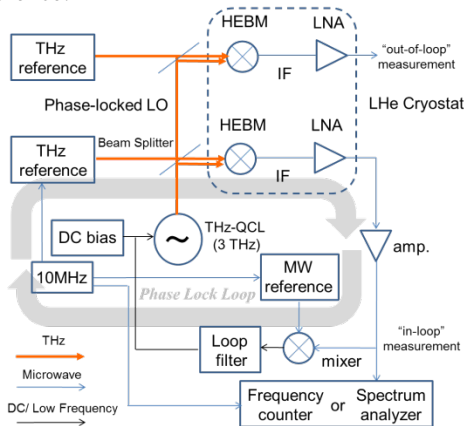 THz
reference
HEBM
LNA
"out-of-loop"
measurement
IF
Phase-locked LO
LHe Cryostat
HEBM
LNA
THz
reference
Beam Splitter
IF
DC bias
~
THz-QCL
(3 THz)
amp.
10MHz
Phase Lock Loop
MW
reference
"in-loop"
measurement
Loop
filter
mixer
THz
Microwave
DC/ Low Frequency
Frequency
counter
or
Spectrum
analyzer